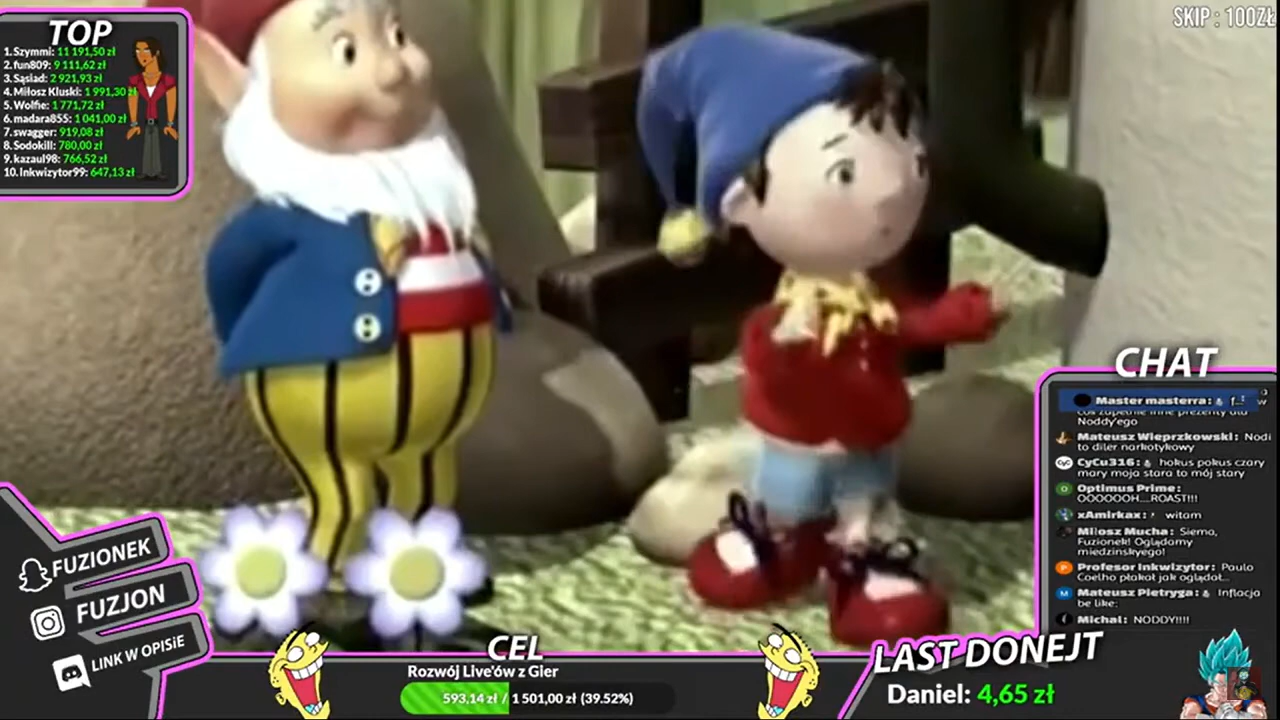 SKIP : 100ZŁ
TOP
1. Szymmi: 11 191,50 zł
2. fun809: 9 111,62 zł
3. Sąsiad: 2 921,93 zł
4. Miłosz Kluski: 1 991,30 zł
5. Wolfie: 1 771,72 zł
6. madara855: 1 041,00 zł
7. swagger: 919,08 zł
8. Sodokill: 780,00 zł
9. kazaul98: 766,52 zł
10. Inkwizytor99: 647,13 zł
CHAT
Master masterra:
coś zupełnie inne prezenty dla
Noddy'ego
Mateusz Wieprzkowski: Nodi
to diler narkotykowy
CyCu316: hokus pokus czary
mary moja stara to mój stary
Optimus Prime:
OOOOOOH....ROAST!!!
xAmirkax: witam
Miłosz Mucha: Siema,
Fuzionek! Oglądamy
miedzinskyego!
Profesor Inkwizytor: Paulo
Coelho płakał jak oglądał...
Mateusz Pietryga: Inflacja
be like:
Michał: NODDY!!!!
FUZIONEK
FUZJON
LINK W OPISiE
CEL
Rozwój Live'ów z Gier
593,14 zł / 1 501,00 zł (39.52%)
LAST DONEJT
Daniel: 4,65 zł